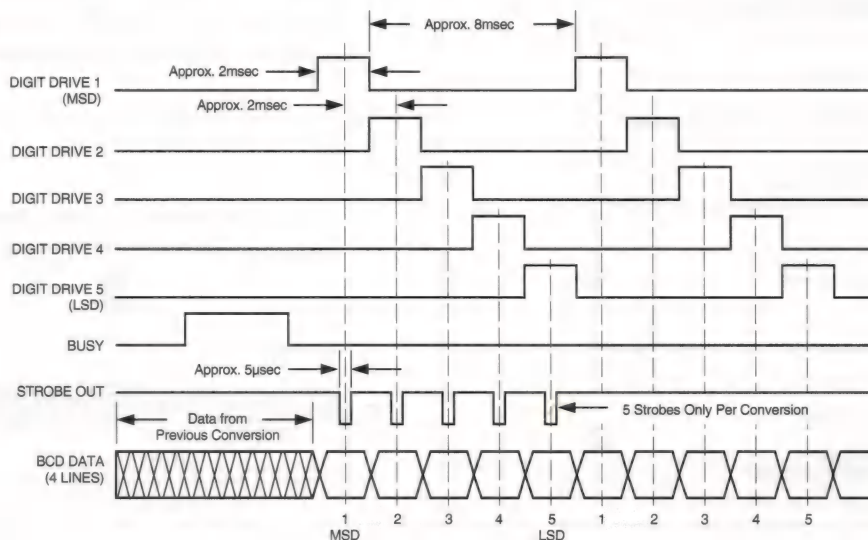 Approx. 8msec
Approx. 2msec
DIGIT DRIVE 1
(MSD)
Approx. 2msec
DIGIT DRIVE 2
DIGIT DRIVE 3
DIGIT DRIVE 4
DIGIT DRIVE 5
(LSD)
BUSY
Approx. 5µsec
STROBE OUT
5 Strobes Only Per Conversion
Data from
Previous Conversion
BCD DATA
(4 LINES)
1 2 3 4 5 1 2 3 4 5
MSD LSD